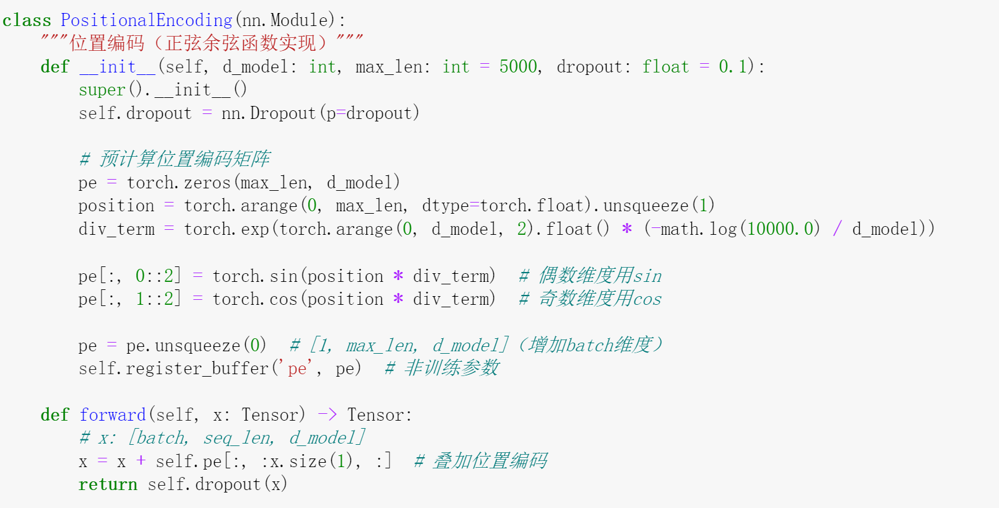 class PositionalEncoding(nn.Module):
    """位置编码（正弦余弦函数实现）"""
    def __init__(self, d_model: int, max_len: int = 5000, dropout: float = 0.1):
        super().__init__()
        self.dropout = nn.Dropout(p=dropout)

        # 预计算位置编码矩阵
        pe = torch.zeros(max_len, d_model)
        position = torch.arange(0, max_len, dtype=torch.float).unsqueeze(1)
        div_term = torch.exp(torch.arange(0, d_model, 2).float() * (-math.log(10000.0) / d_model))

        pe[:, 0::2] = torch.sin(position * div_term)  # 偶数维度用sin
        pe[:, 1::2] = torch.cos(position * div_term)  # 奇数维度用cos

        pe = pe.unsqueeze(0)  # [1, max_len, d_model]（增加batch维度）
        self.register_buffer('pe', pe)  # 非训练参数

    def forward(self, x: Tensor) -> Tensor:
        # x: [batch, seq_len, d_model]
        x = x + self.pe[:, :x.size(1), :]  # 叠加位置编码
        return self.dropout(x)